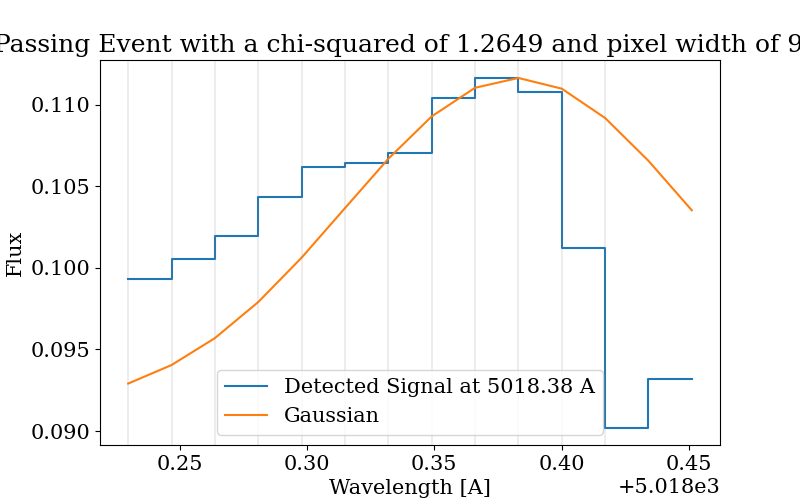 Passing Event with a chi-squared of 1.2649 and pixel width of 9
0.110
0.105
0.100
0.095
0.090
Flux
Detected Signal at 5018.38 A
Gaussian
0.25 0.30 0.35 0.40 0.45
+5.018e3
Wavelength [A]